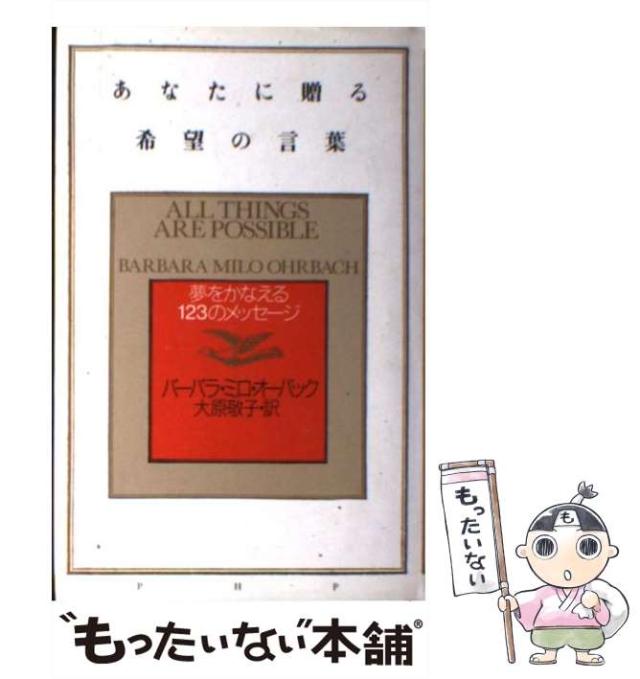 あなたに贈る
希望の言葉
ALL THINGS
ARE POSSIBLE
BARBARA MILO OHRBACH
夢をかなえる
123のメッセージ
バーバラ・ミロ・オーバック
大原敬子・訳
P H P
"もったいない"本舗®
もったいない
も